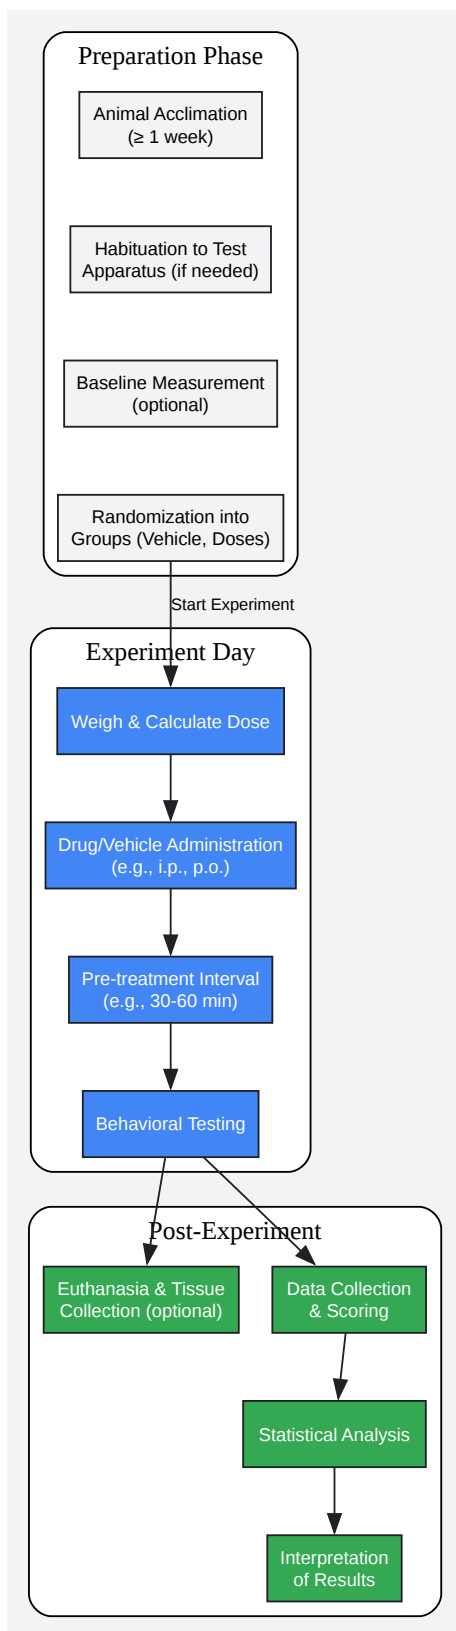 Preparation Phase
Animal Acclimation
(≥ 1 week)
Habituation to Test
Apparatus (if needed)
Baseline Measurement
(optional)
Randomization into
Groups (Vehicle, Doses)
Start Experiment
Experiment Day
Weigh & Calculate Dose
Drug/Vehicle Administration
(e.g., i.p., p.o.)
Pre-treatment Interval
(e.g., 30-60 min)
Behavioral Testing
Post-Experiment
Euthanasia & Tissue
Collection (optional)
Data Collection
& Scoring
Statistical Analysis
Interpretation
of Results